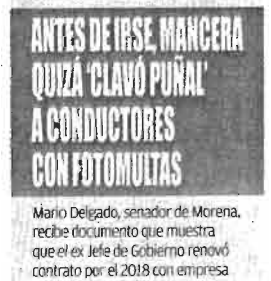 ANTES DE IRSE, MANCERA
QUIZÁ 'CLAVÓ PUÑAL'
A CONDUCTORES
CON FOTOMULTAS
Mario Delgado, senador de Morena,
recibe documento que muestra
que el ex Jefe de Gobierno renovó
contrato por el 2018 con empresa